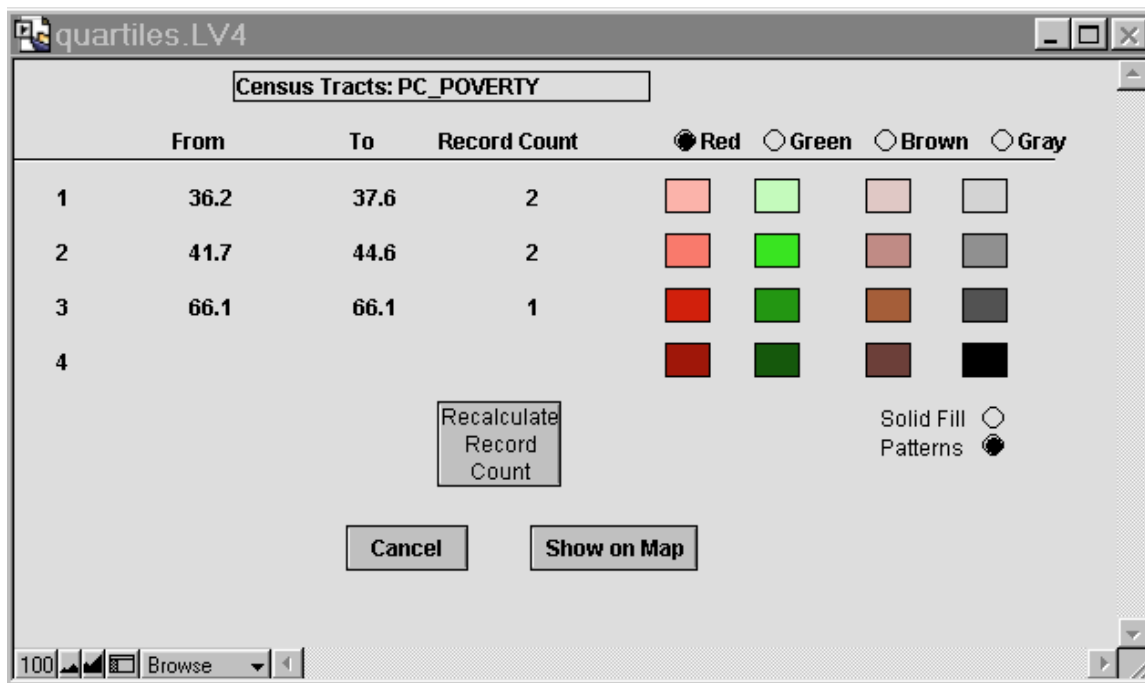 quartiles.LV4
Census Tracts: PC_POVERTY
From To Record Count Red Green Brown Gray
1 36.2 37.6 2
2 41.7 44.6 2
3 66.1 66.1 1
4
Recalculate
Record
Count
Solid Fill
Patterns
Cancel Show on Map
100 Browse